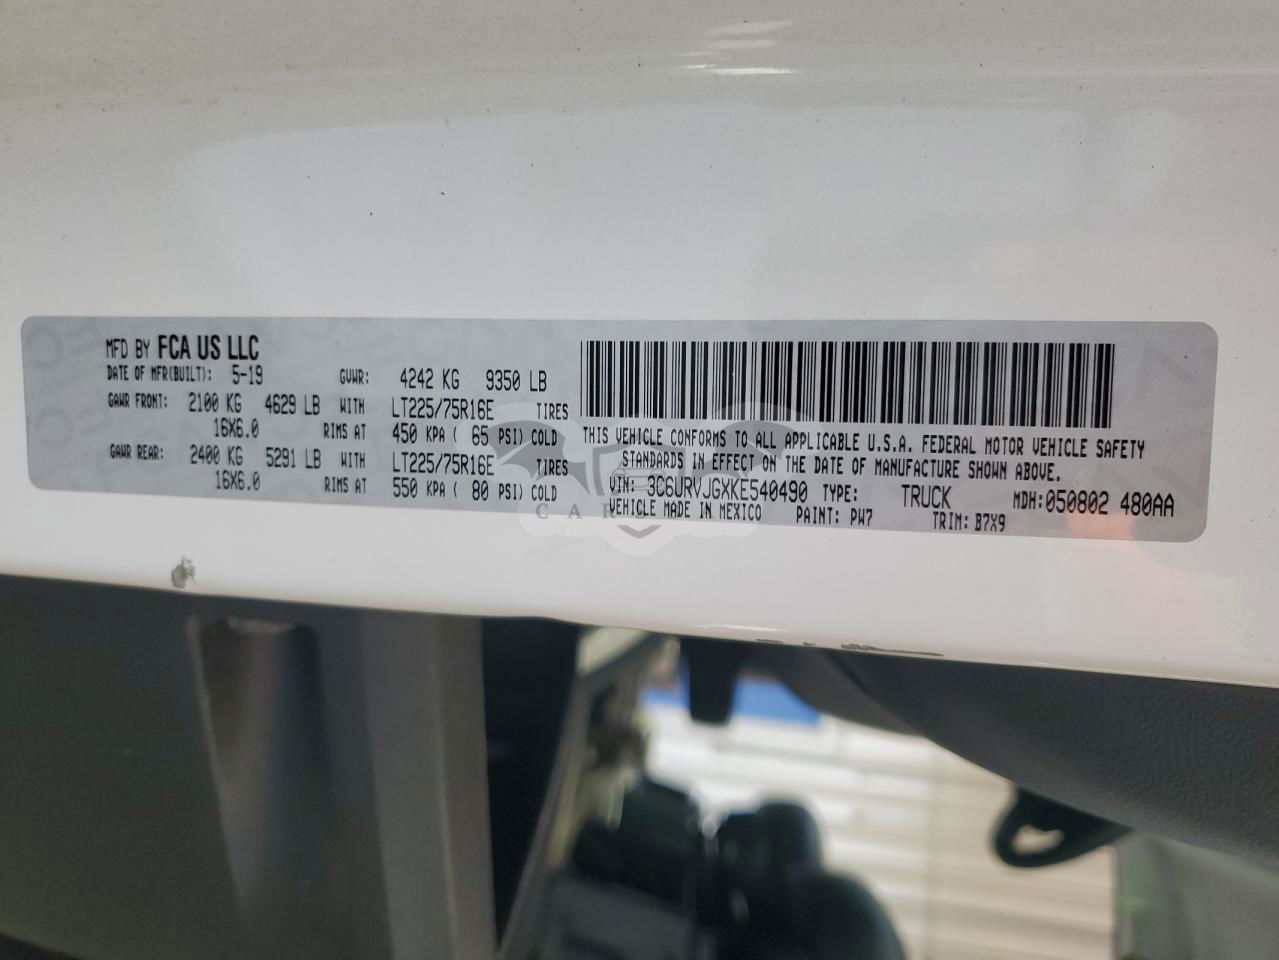 MFD BY FCA US LLC
DATE OF MFR(BUILT): 5-19 GVWR: 4242 KG 9350 LB
GAWR FRONT: 2100 KG 4629 LB WITH LT225/75R16E TIRES
16X6.0 RIMS AT 450 KPA ( 65 PSI) COLD
GAWR REAR: 2400 KG 5291 LB WITH LT225/75R16E TIRES
16X6.0 RIMS AT 550 KPA ( 80 PSI) COLD
THIS VEHICLE CONFORMS TO ALL APPLICABLE U.S.A. FEDERAL MOTOR VEHICLE SAFETY
STANDARDS IN EFFECT ON THE DATE OF MANUFACTURE SHOWN ABOVE.
VIN: 3C6URVJGXKE540490 TYPE: TRUCK MDH:050802 480AA
VEHICLE MADE IN MEXICO PAINT: PW7 TRIM: B7X9